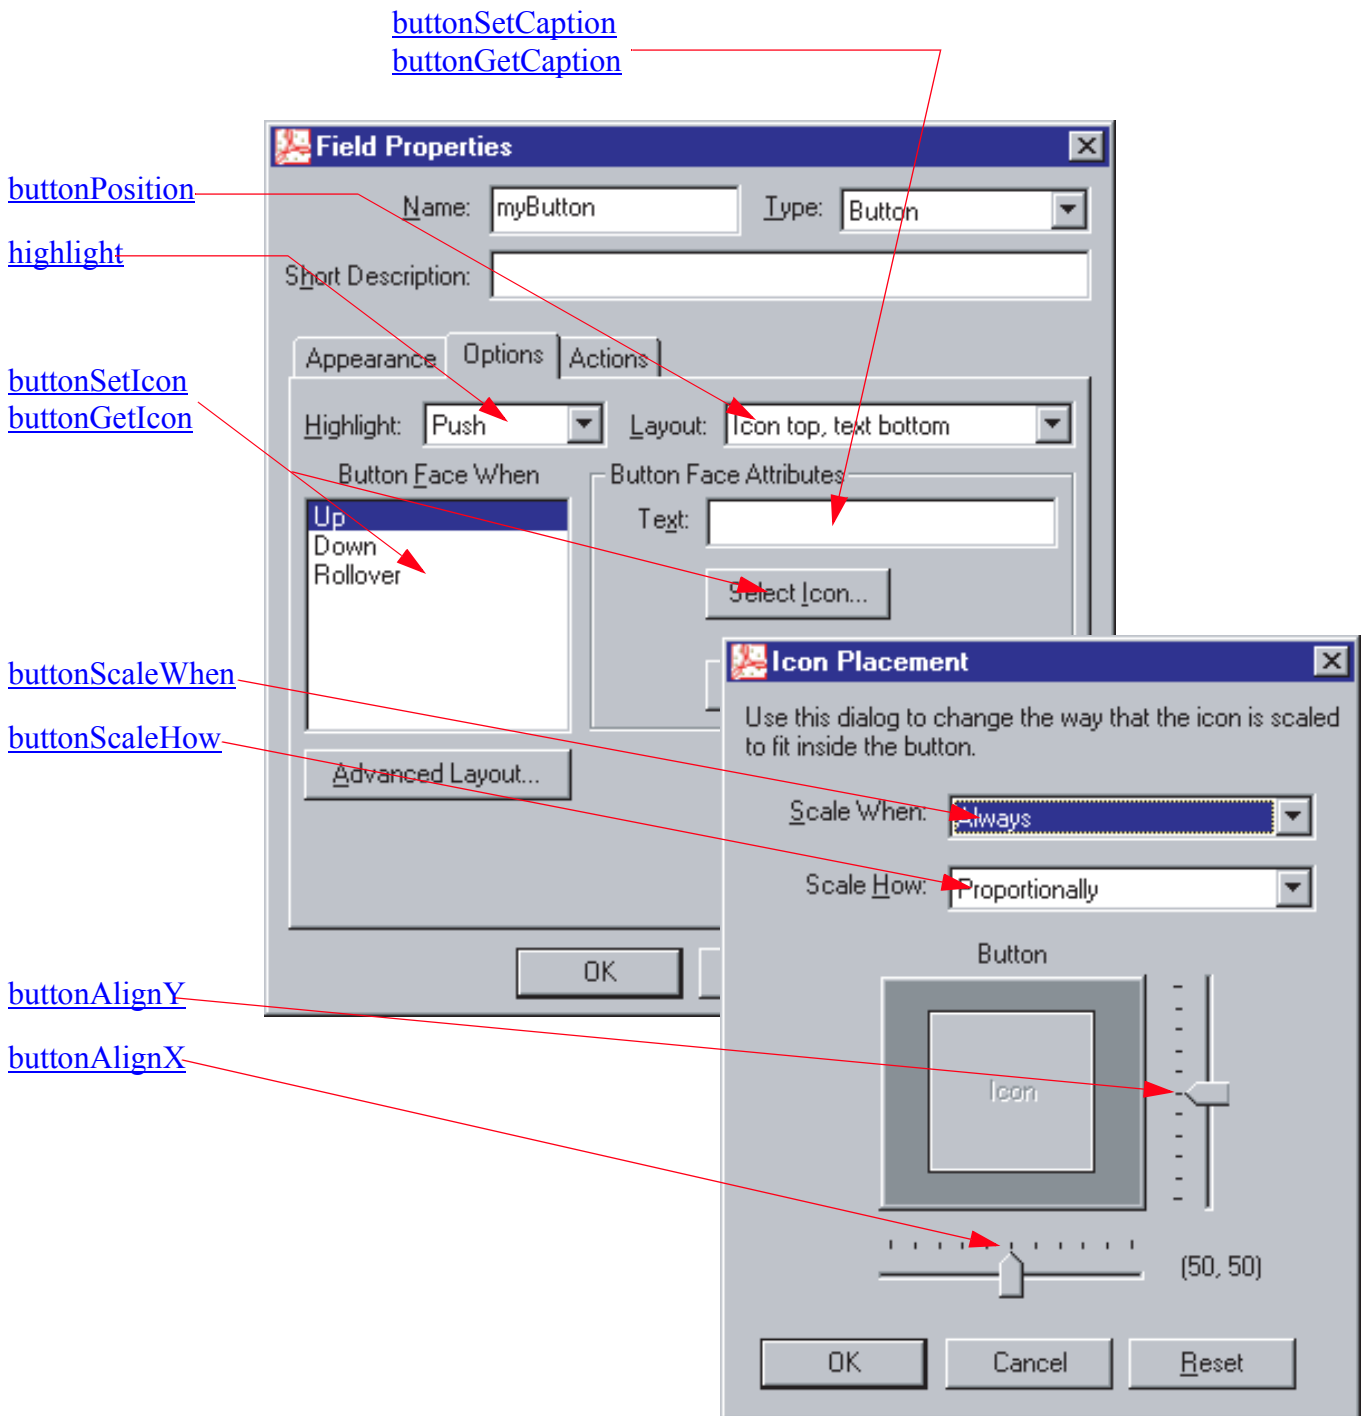 buttonSetCaption
buttonGetCaption
Field Properties
buttonPosition
Name: myButton Type: Button
highlight
Short Description:
Appearance Options Actions
buttonSetIcon
buttonGetIcon
Highlight: Push Layout: Icon top, text bottom
Button Face When Button Face Attributes
Up
Text:
Down
Rollover
Select Icon...
buttonScaleWhen
Icon Placement
Use this dialog to change the way that the icon is scaled
to fit inside the button.
buttonScaleHow
Advanced Layout...
Scale When: Always
Scale How: Proportionally
Button
OK
buttonAlignY
buttonAlignX
Icon
(50, 50)
OK Cancel Reset